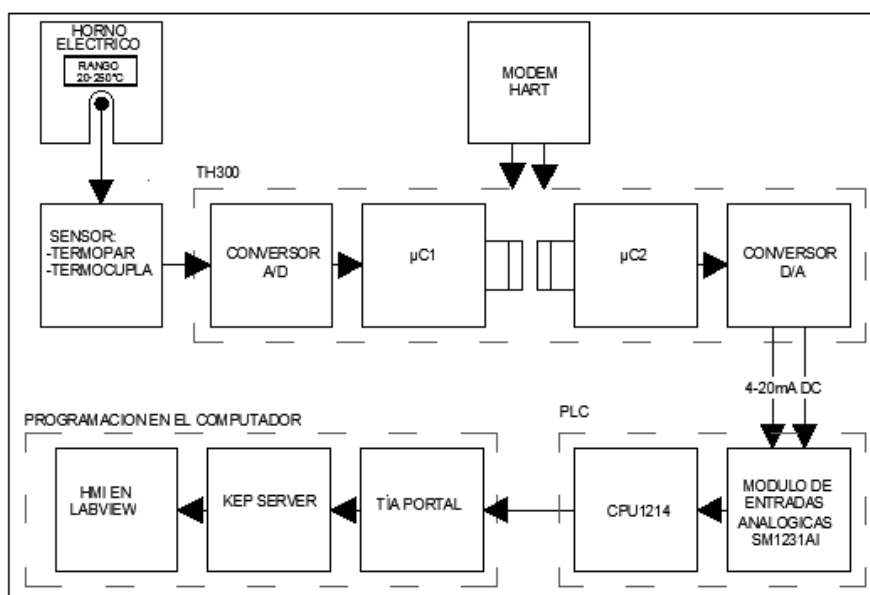 HORNO
ELECTRICO
RANGO
20-250°C
MODEM
HART
TH300
SENSOR:
-TERMOPAR
-TERMOCUPLA
CONVERSOR
A/D
µC1
µC2
CONVERSOR
D/A
4-20mA DC
PROGRAMACION EN EL COMPUTADOR
PLC
HMI EN
LABVIEW
KEP SERVER
TÌA PORTAL
CPU1214
MODULO DE
ENTRADAS
ANALOGICAS
SM1231AI